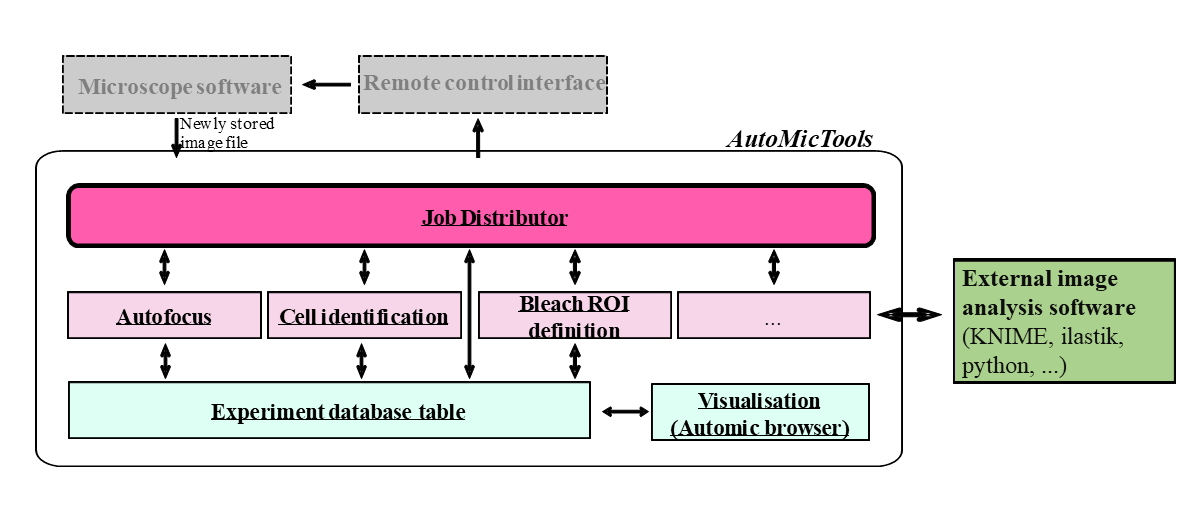 Microscope software
Remote control interface
Newly stored
image file
AutoMicTools
Job Distributor
Autofocus
Cell identification
Bleach ROI
definition
...
External image
analysis software
(KNIME, ilastik,
python, ...)
Experiment database table
Visualisation
(Automic browser)